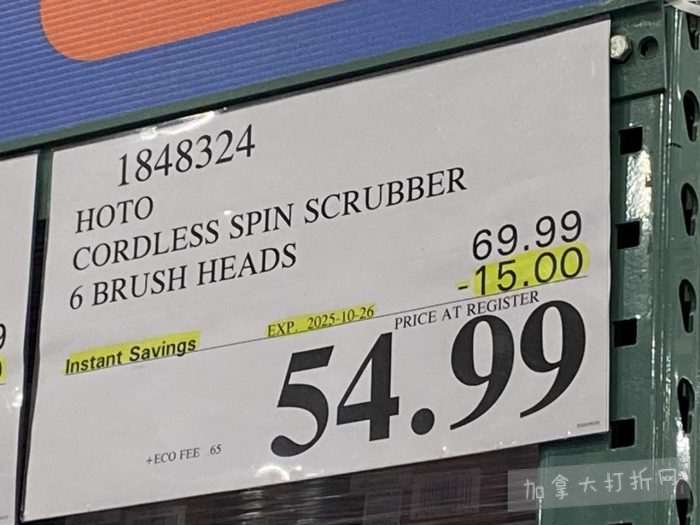 1848324
HOTO
CORDLESS SPIN SCRUBBER
6 BRUSH HEADS
69.99
-15.00
Instant Savings
EXP. 2025-10-26
PRICE AT REGISTER
54.99
+ECO FEE 65
加拿大打折网